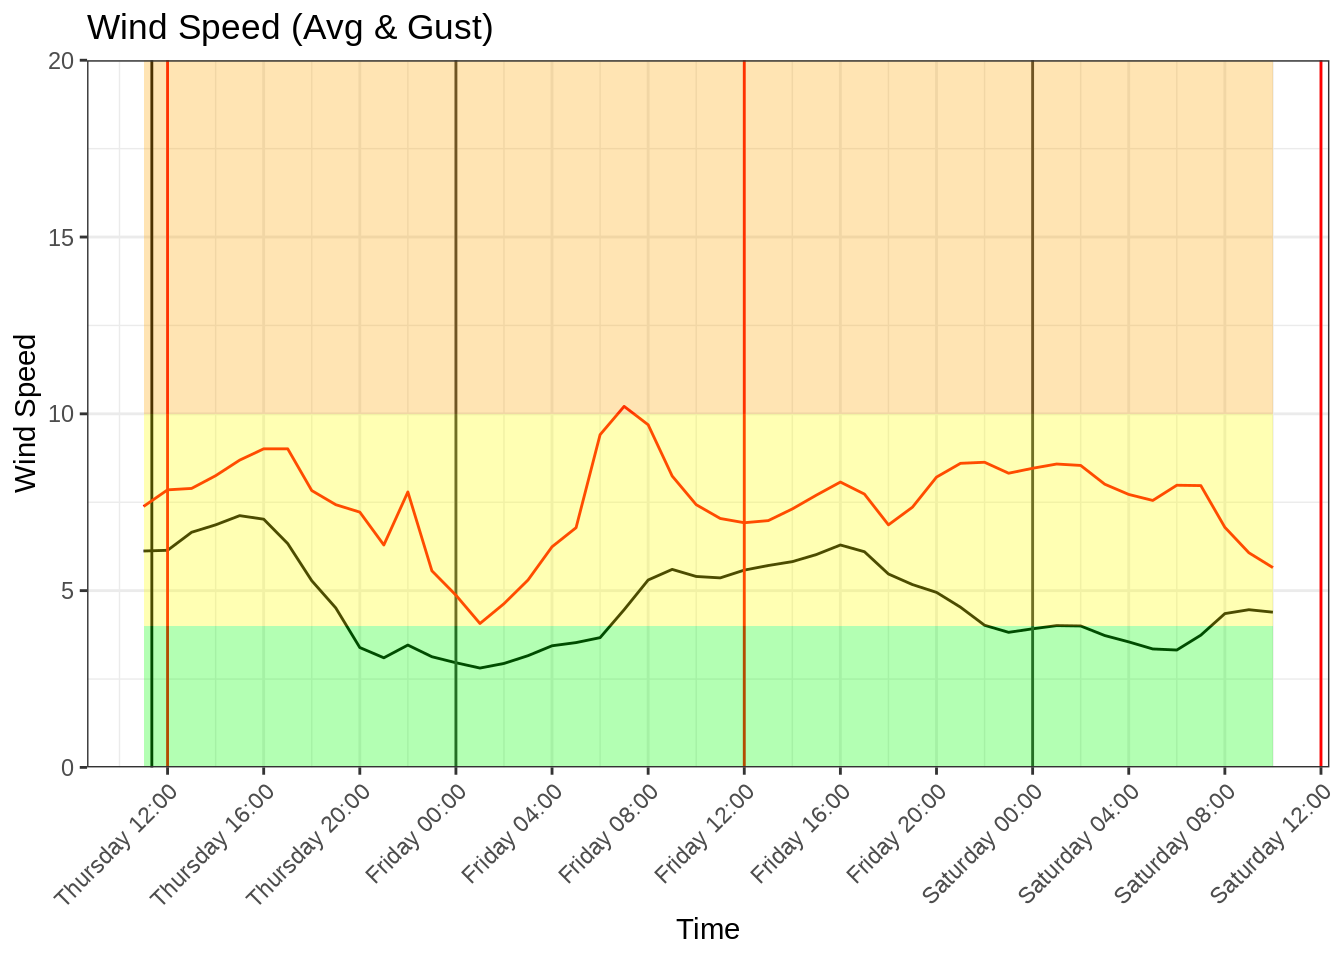 Wind Speed (Avg & Gust)
20
15
10
5
0
Wind Speed
Thursday 12:00
Thursday 16:00
Thursday 20:00
Friday 00:00
Friday 04:00
Friday 08:00
Friday 12:00
Friday 16:00
Friday 20:00
Saturday 00:00
Saturday 04:00
Saturday 08:00
Saturday 12:00
Time